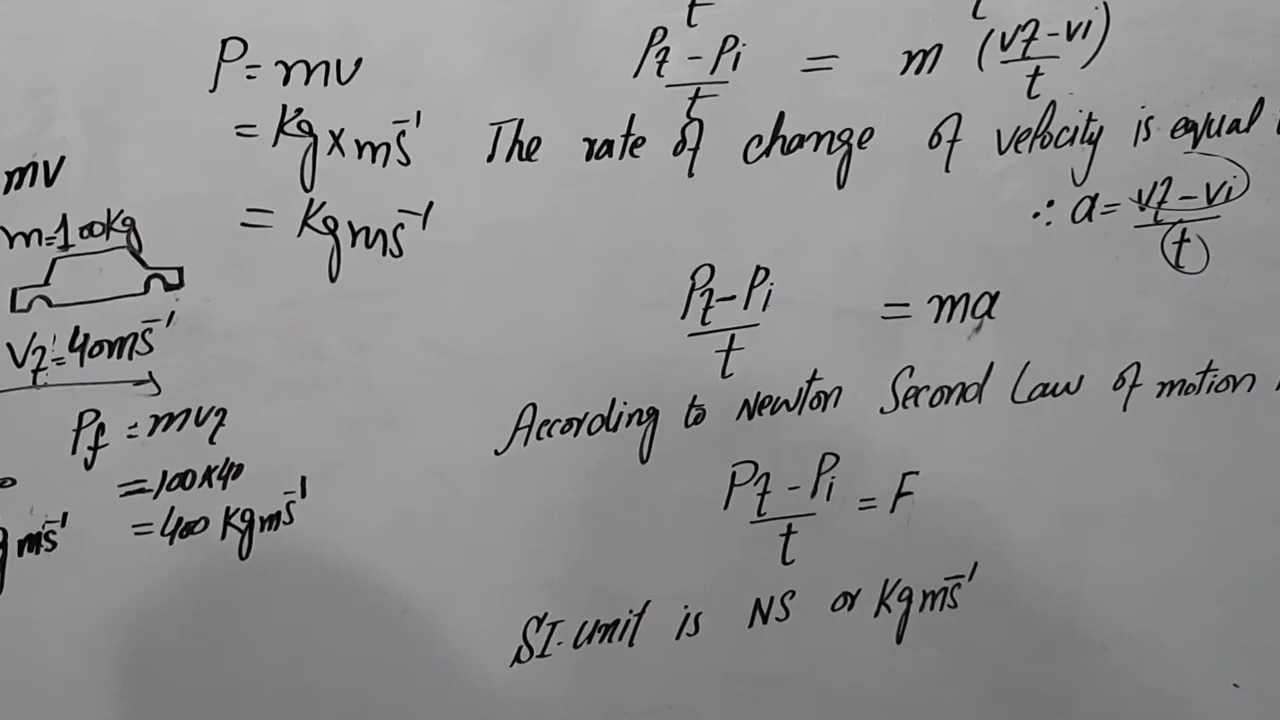 P = mv
= Kg x ms⁻¹
= Kgms⁻¹
mv
m=100Kg
Vf = 40ms⁻¹
Pf = mvf
= 100x40
= 400 Kgms⁻¹
ms⁻¹
t
Pf - Pi / t = m (vf - vi / t)
The rate of change of velocity is equal
∴ a = vf - vi / t
Pf - Pi / t = ma
According to Newton Second Law of motion
Pf - Pi / t = F
SI-unit is NS or Kgms⁻¹